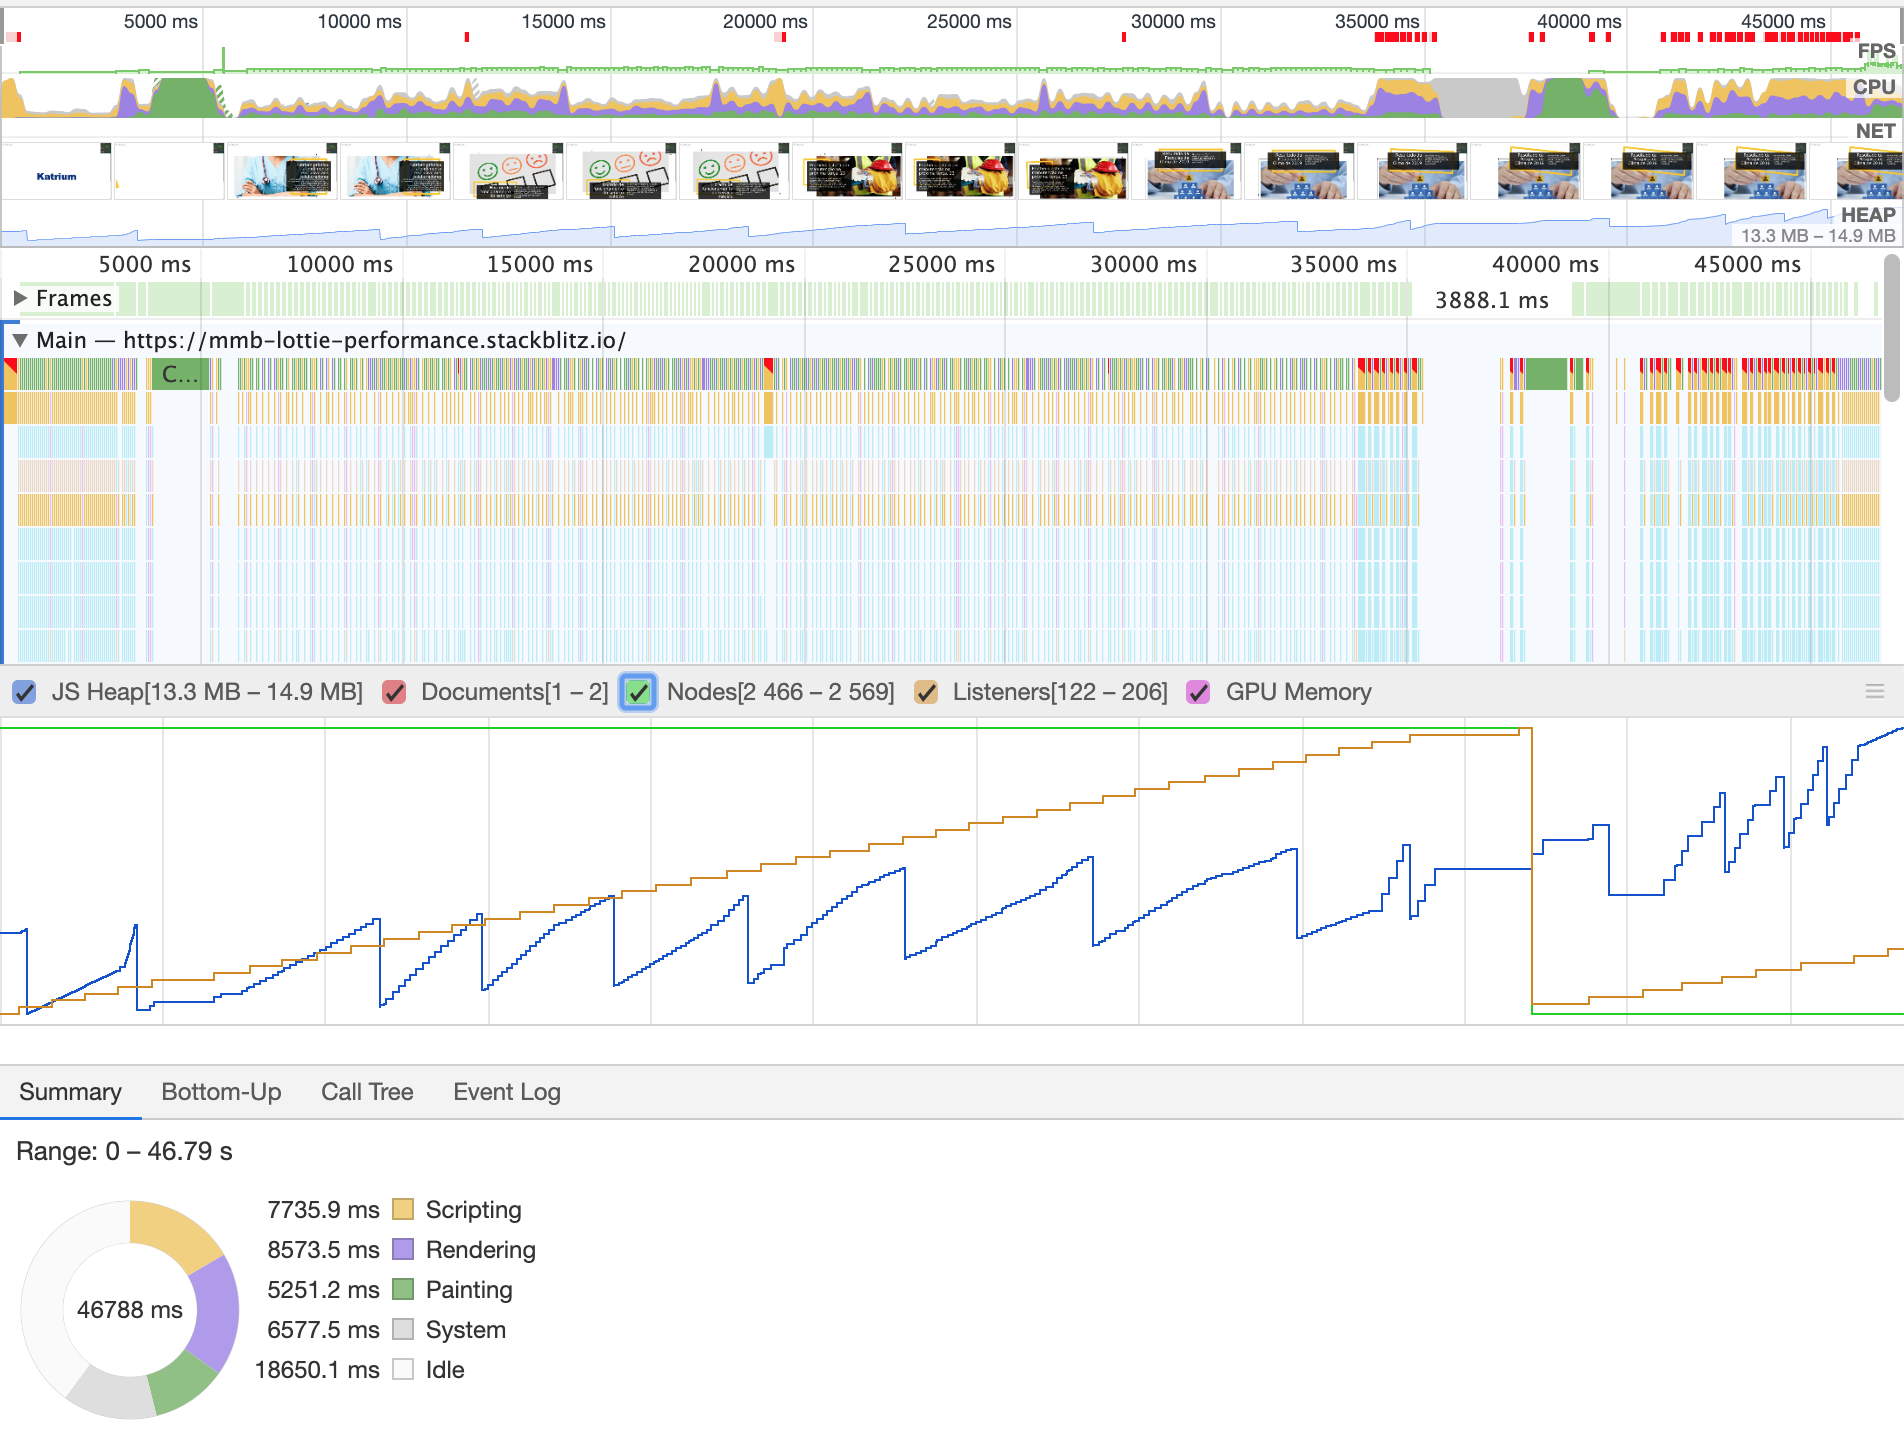 5000 ms 10000 ms 15000 ms 20000 ms 25000 ms 30000 ms 35000 ms 40000 ms 45000 ms
FPS
CPU
NET
Katrium
HEAP
13.3 MB – 14.9 MB
5000 ms 10000 ms 15000 ms 20000 ms 25000 ms 30000 ms 35000 ms 40000 ms 45000 ms
Frames 3888.1 ms
Main — https://mmb-lottie-performance.stackblitz.io/
C...
JS Heap[13.3 MB – 14.9 MB] Documents[1 – 2] Nodes[2 466 – 2 569] Listeners[122 – 206] GPU Memory
Summary Bottom-Up Call Tree Event Log
Range: 0 – 46.79 s
7735.9 ms Scripting
8573.5 ms Rendering
46788 ms
5251.2 ms Painting
6577.5 ms System
18650.1 ms Idle